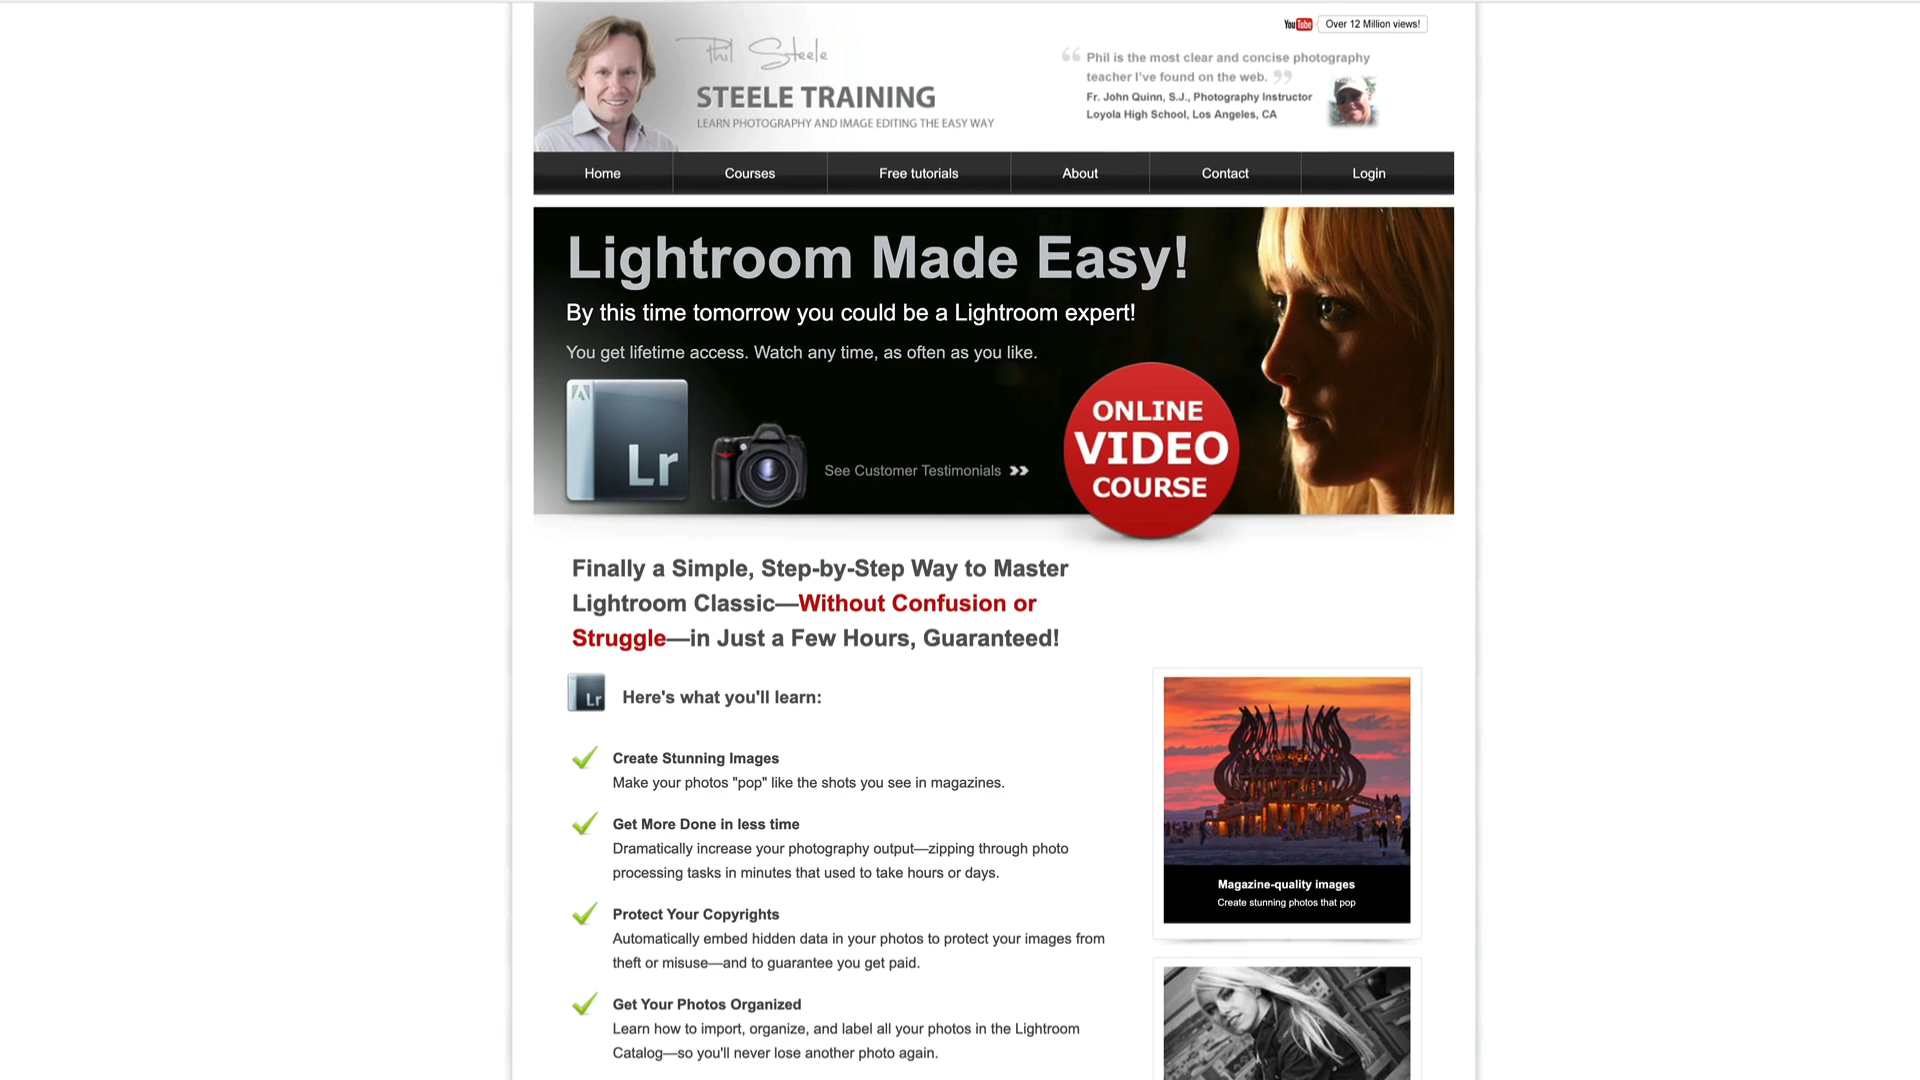 YouTube Over 12 Million views!
Phil Steele
STEELE TRAINING
LEARN PHOTOGRAPHY AND IMAGE EDITING THE EASY WAY
“ Phil is the most clear and concise photography
teacher I've found on the web. ”
Fr. John Quinn, S.J., Photography Instructor
Loyola High School, Los Angeles, CA
Home Courses Free tutorials About Contact Login
Lightroom Made Easy!
By this time tomorrow you could be a Lightroom expert!
You get lifetime access. Watch any time, as often as you like.
Lr
See Customer Testimonials
ONLINE
VIDEO
COURSE
Finally a Simple, Step-by-Step Way to Master
Lightroom Classic—Without Confusion or
Struggle—in Just a Few Hours, Guaranteed!
Lr Here's what you'll learn:
Create Stunning Images
Make your photos "pop" like the shots you see in magazines.
Get More Done in less time
Dramatically increase your photography output—zipping through photo
processing tasks in minutes that used to take hours or days.
Protect Your Copyrights
Automatically embed hidden data in your photos to protect your images from
theft or misuse—and to guarantee you get paid.
Get Your Photos Organized
Learn how to import, organize, and label all your photos in the Lightroom
Catalog—so you'll never lose another photo again.
Magazine-quality images
Create stunning photos that pop